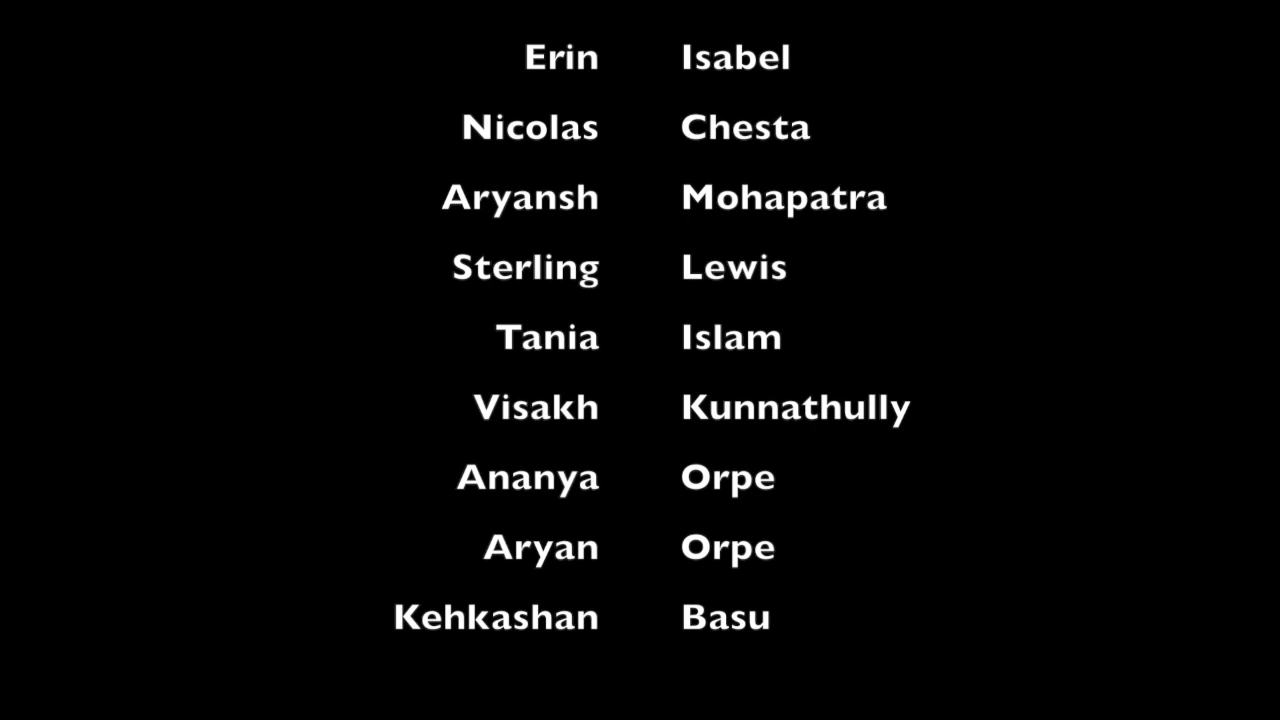 Erin Isabel
Nicolas Chesta
Aryansh Mohapatra
Sterling Lewis
Tania Islam
Visakh Kunnathully
Ananya Orpe
Aryan Orpe
Kehkashan Basu